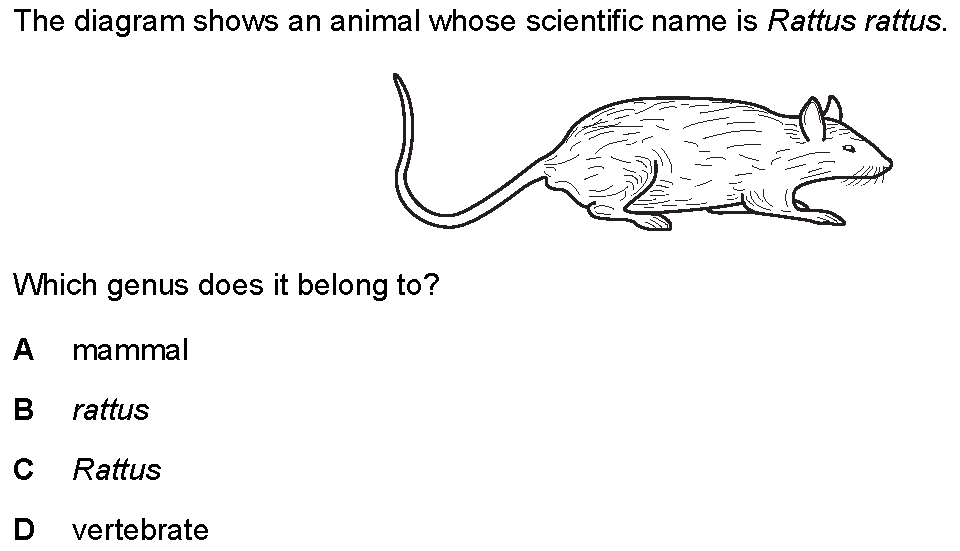 The diagram shows an animal whose scientific name is Rattus rattus.
Which genus does it belong to?
A mammal
B rattus
C Rattus
D vertebrate